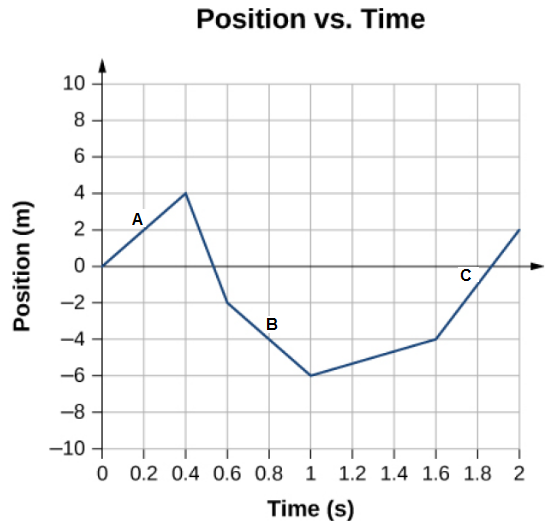 Position vs. Time
10
8
6
4
2
0
−2
−4
−6
−8
−10
Position (m)
A
B
C
0 0.2 0.4 0.6 0.8 1 1.2 1.4 1.6 1.8 2
Time (s)